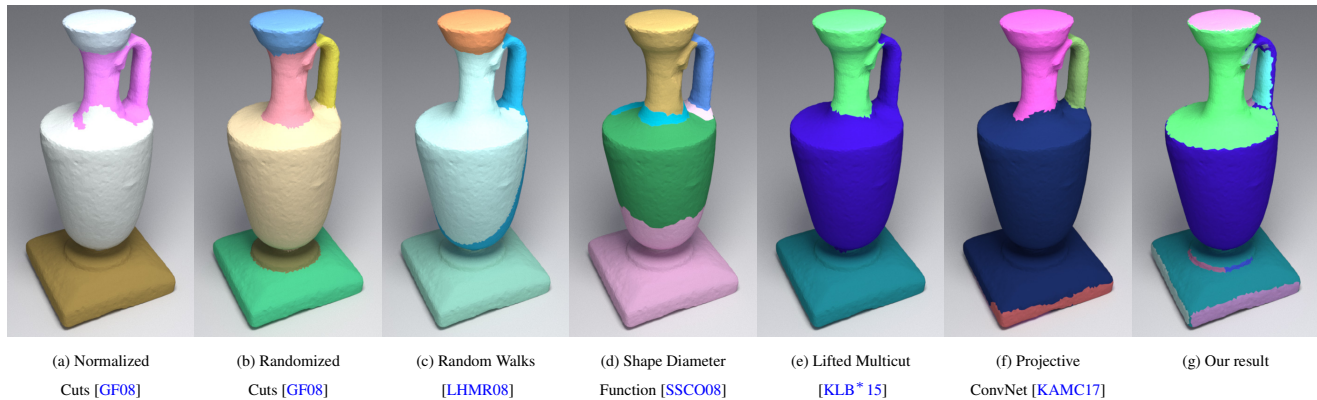 (a) Normalized
Cuts [GF08]
(b) Randomized
Cuts [GF08]
(c) Random Walks
[LHMR08]
(d) Shape Diameter
Function [SSCO08]
(e) Lifted Multicut
[KLB*15]
(f) Projective
ConvNet [KAMC17]
(g) Our result